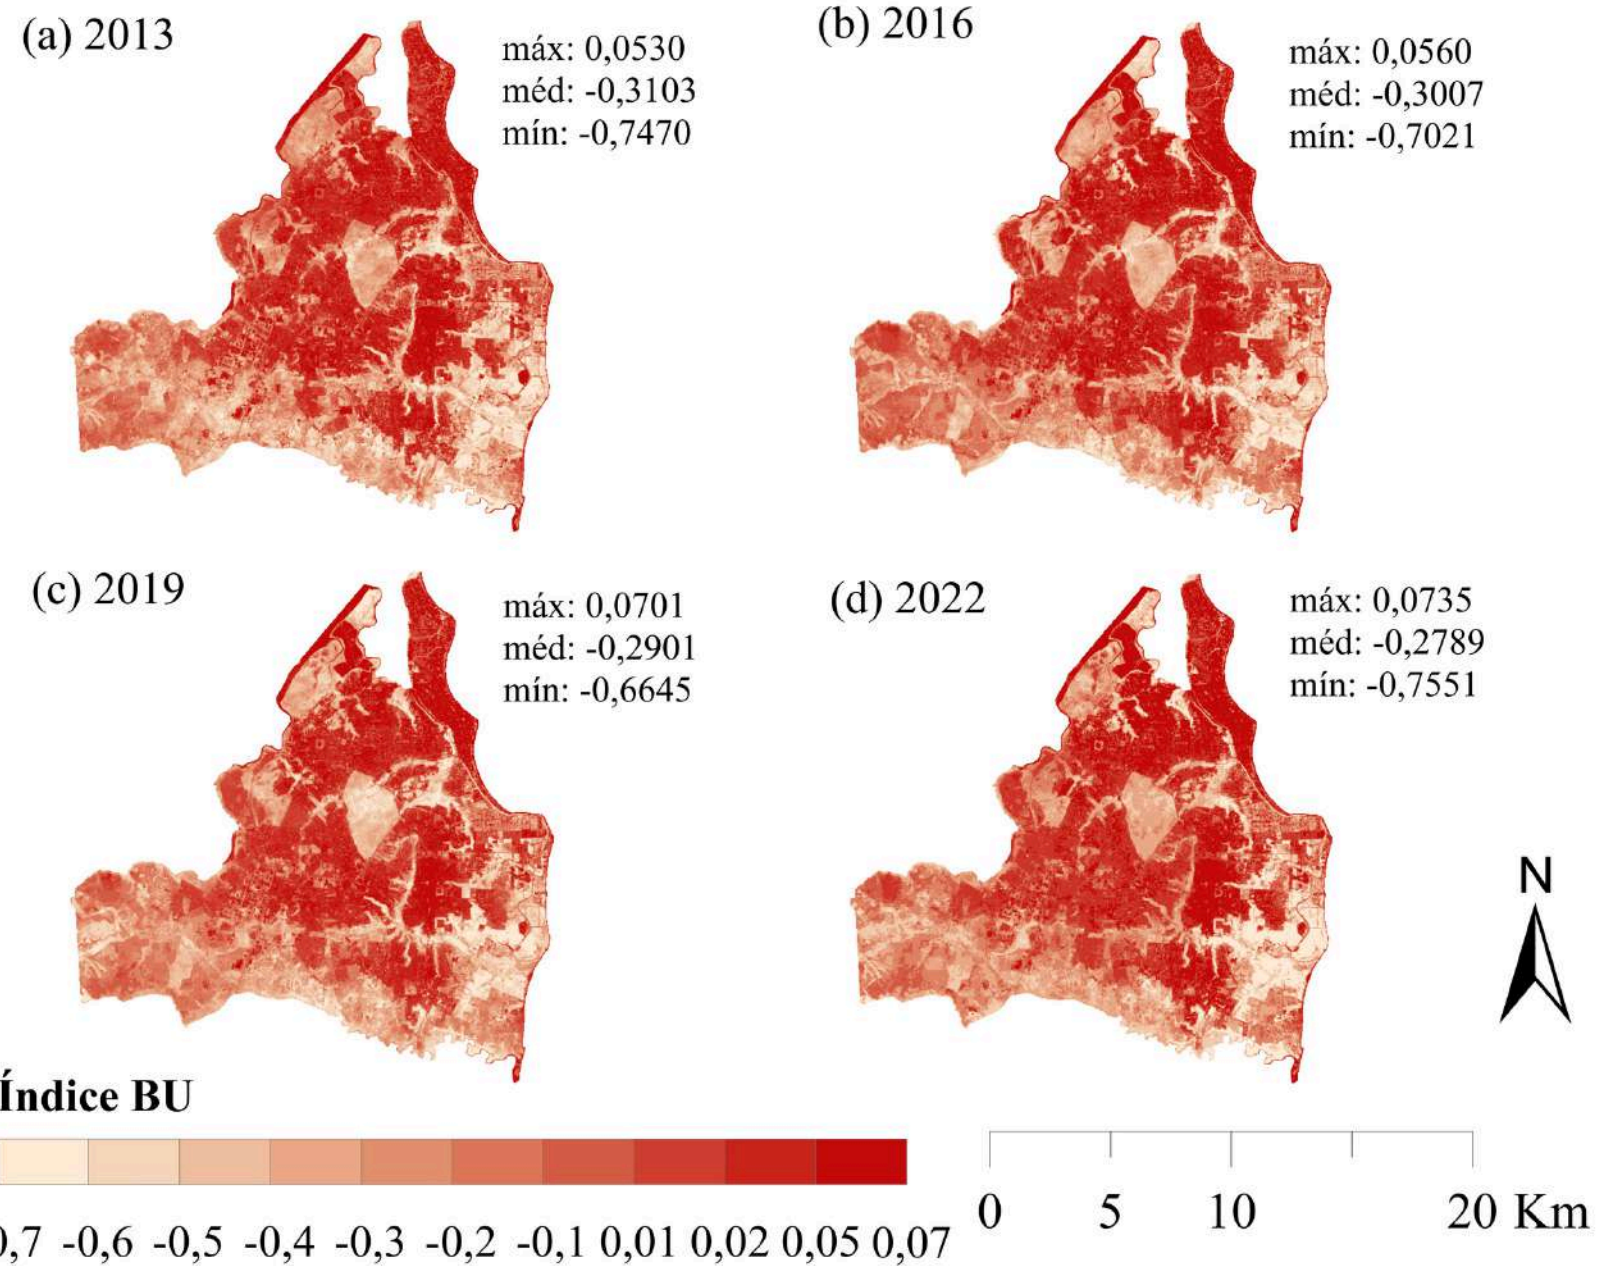 (a) 2013
máx: 0,0530
méd: -0,3103
mín: -0,7470
(b) 2016
máx: 0,0560
méd: -0,3007
mín: -0,7021
(c) 2019
máx: 0,0701
méd: -0,2901
mín: -0,6645
(d) 2022
máx: 0,0735
méd: -0,2789
mín: -0,7551
N
Índice BU
0,7 -0,6 -0,5 -0,4 -0,3 -0,2 -0,1 0,01 0,02 0,05 0,07
0 5 10 20 Km